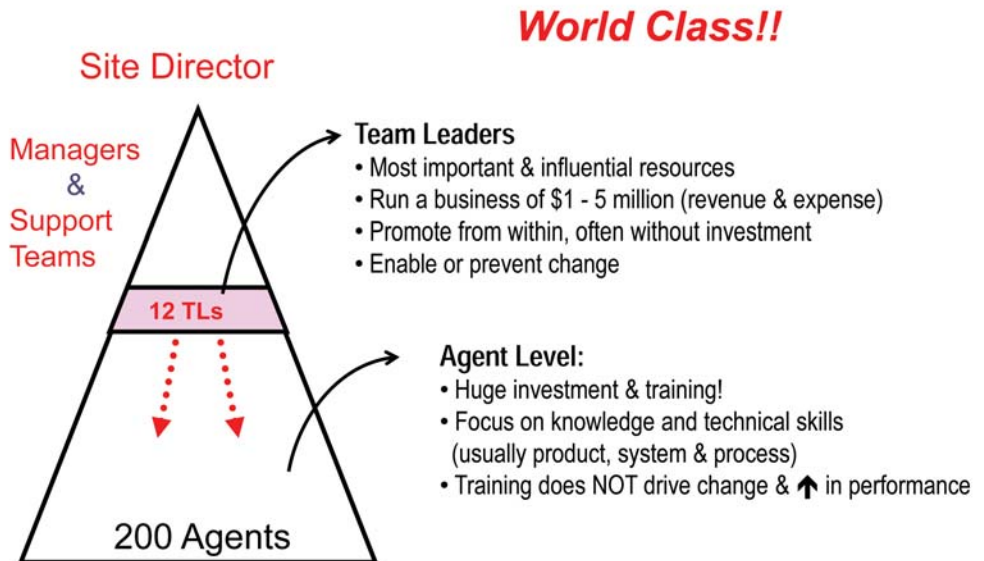 World Class!!
Site Director
Managers
&
Support
Teams
Team Leaders
• Most important & influential resources
• Run a business of $1 - 5 million (revenue & expense)
• Promote from within, often without investment
• Enable or prevent change
12 TLs
Agent Level:
• Huge investment & training!
• Focus on knowledge and technical skills
(usually product, system & process)
• Training does NOT drive change & ↑ in performance
200 Agents